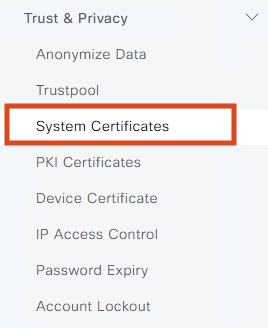 Trust & Privacy
Anonymize Data
Trustpool
System Certificates
PKI Certificates
Device Certificate
IP Access Control
Password Expiry
Account Lockout